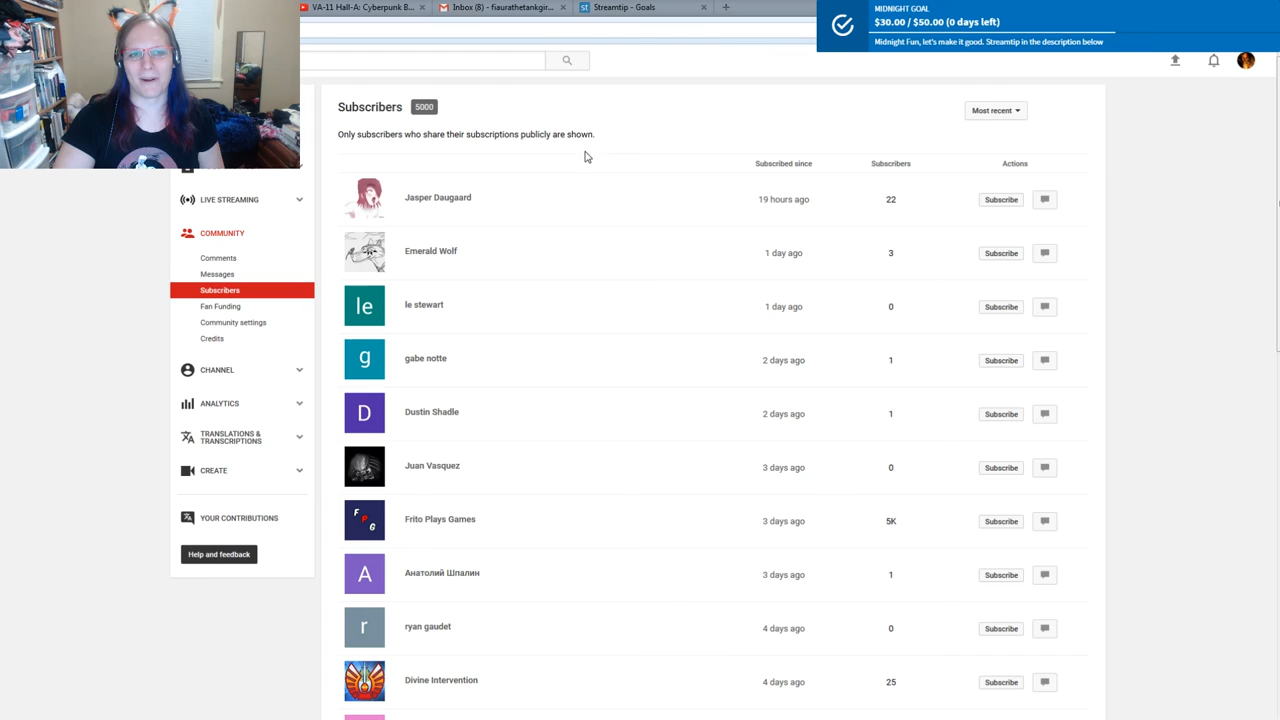 VA-11 Hall-A: Cyberpunk B
Inbox (8) - fiaurathetankgir
Streamtip - Goals
MIDNIGHT GOAL
$30.00 / $50.00 (0 days left)
Midnight Fun, let's make it good. Streamtip in the description below
LIVE STREAMING
COMMUNITY
Comments
Messages
Subscribers
Fan Funding
Community settings
Credits
CHANNEL
ANALYTICS
TRANSLATIONS &
TRANSCRIPTIONS
CREATE
YOUR CONTRIBUTIONS
Help and feedback
Subscribers 5000
Most recent
Only subscribers who share their subscriptions publicly are shown.
Subscribed since Subscribers Actions
Jasper Daugaard 19 hours ago 22 Subscribe
Emerald Wolf 1 day ago 3 Subscribe
le le stewart 1 day ago 0 Subscribe
g gabe notte 2 days ago 1 Subscribe
D Dustin Shadle 2 days ago 1 Subscribe
Juan Vasquez 3 days ago 0 Subscribe
F P G Frito Plays Games 3 days ago 5K Subscribe
A Анатолий Шпалин 3 days ago 1 Subscribe
r ryan gaudet 4 days ago 0 Subscribe
Divine Intervention 4 days ago 25 Subscribe